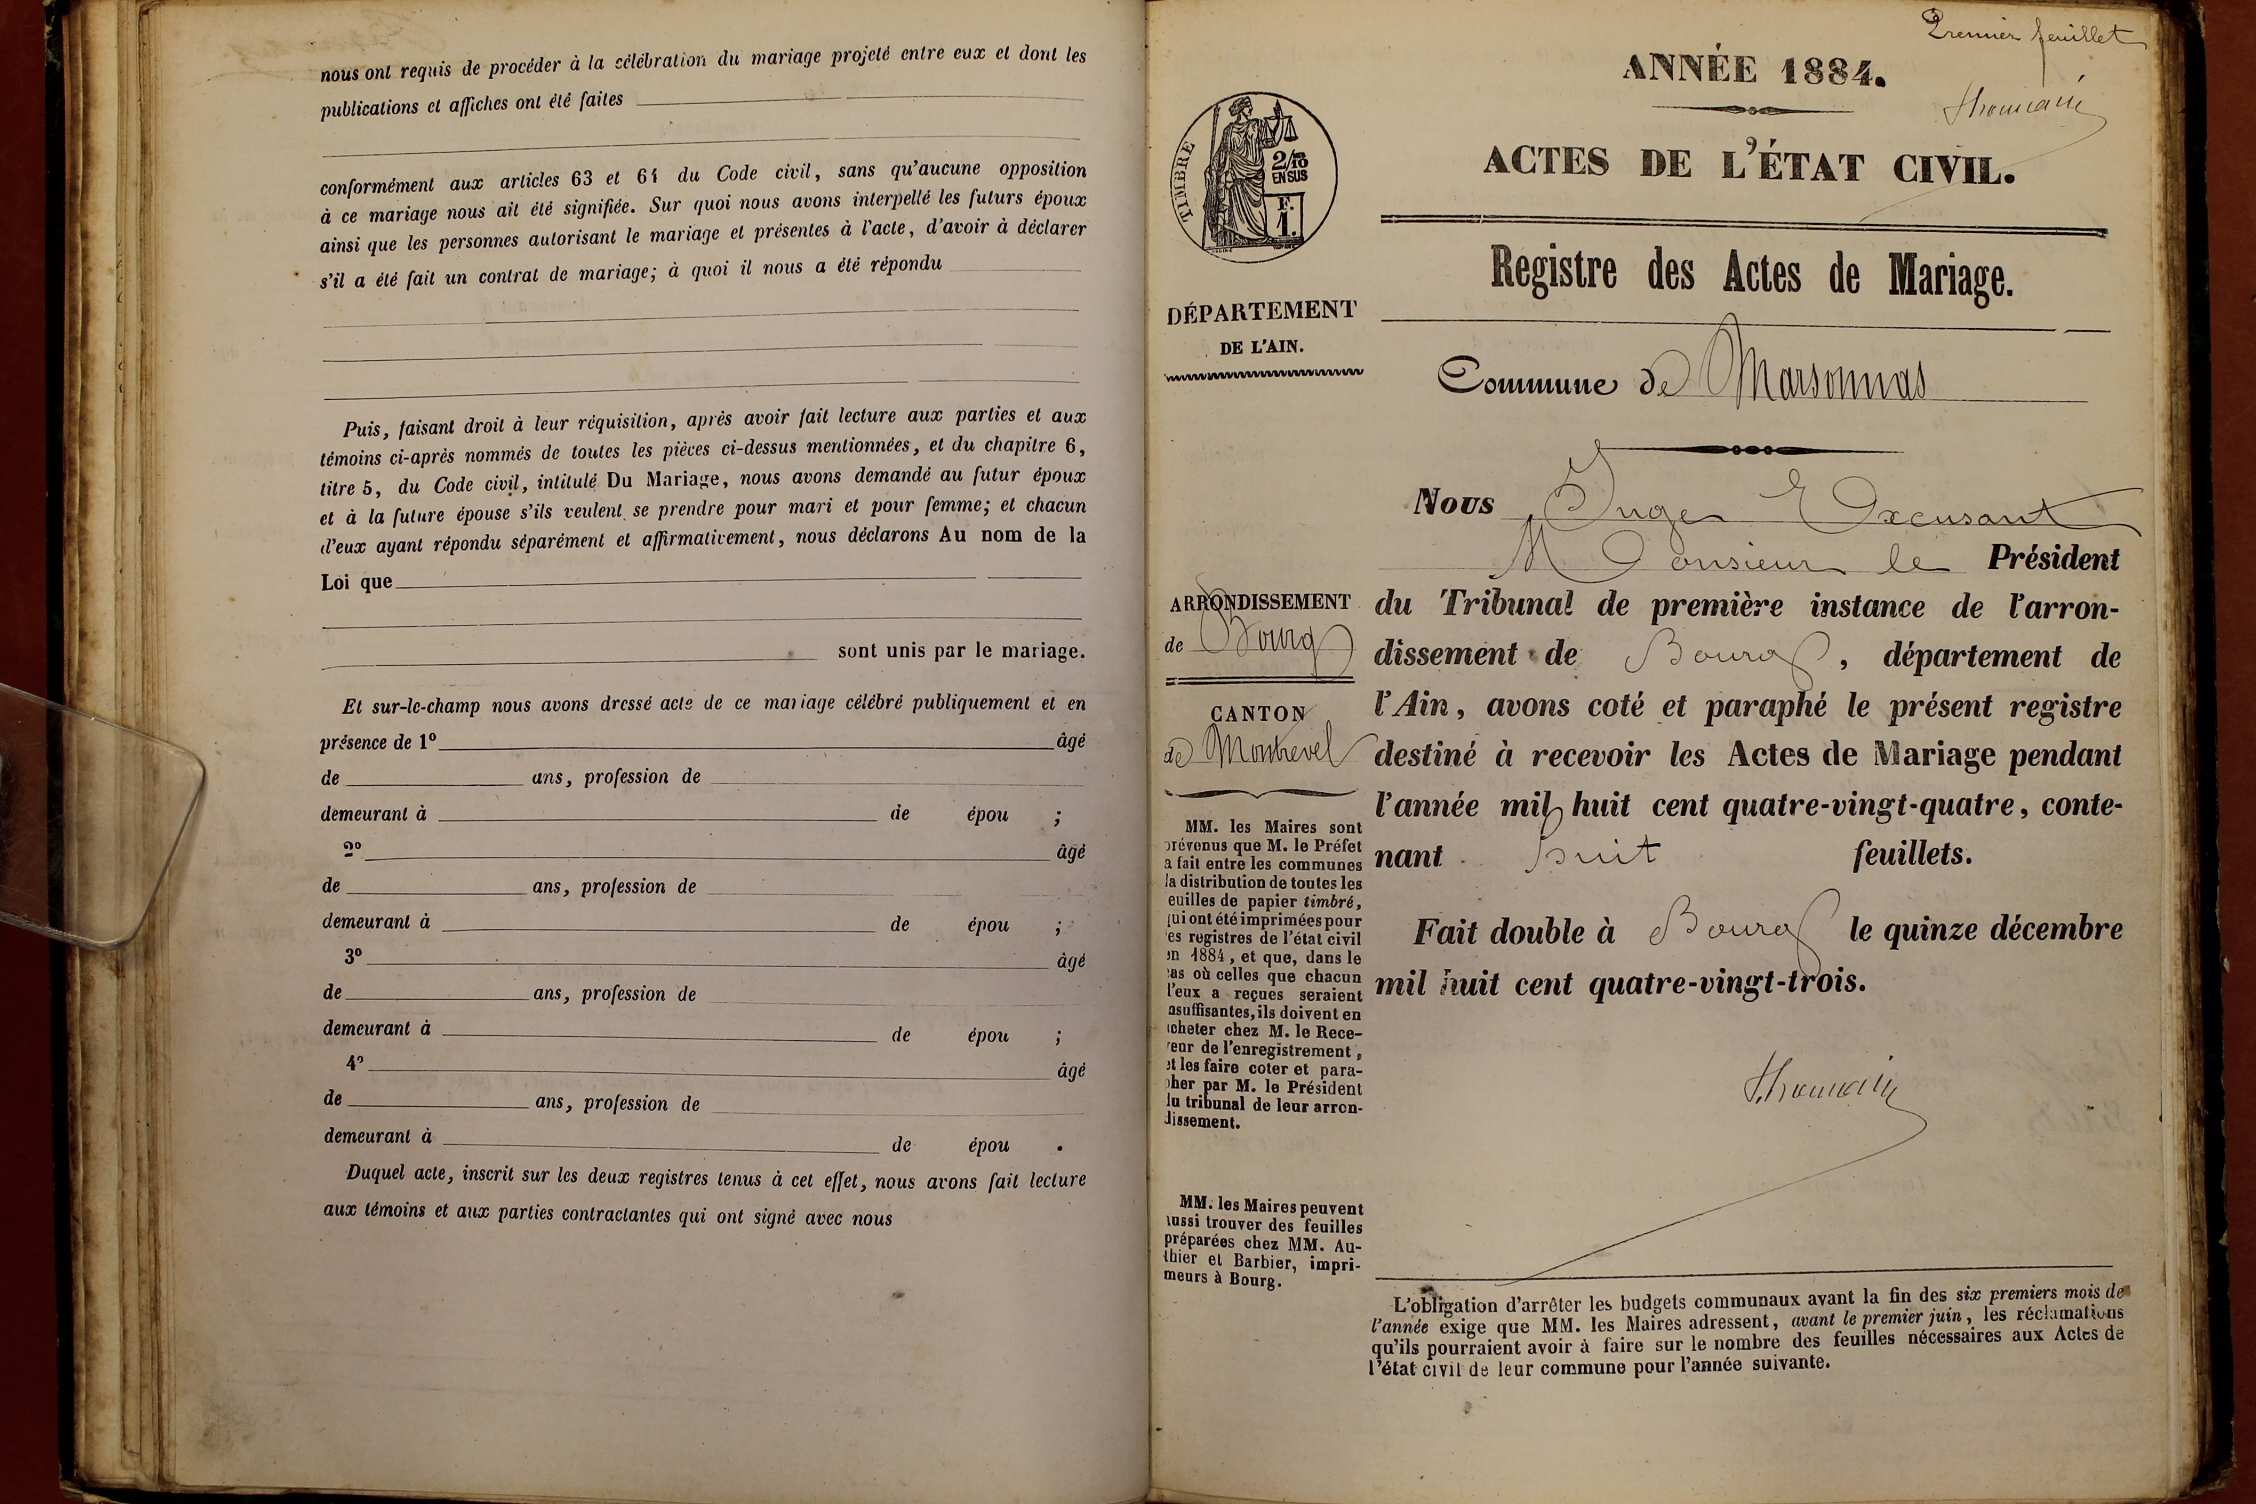 nous ont requis de procéder à la célébration du mariage projeté entre eux et dont les
publications et affiches ont été faites
conformément aux articles 63 et 64 du Code civil, sans qu'aucune opposition
à ce mariage nous ait été signifiée. Sur quoi nous avons interpellé les futurs époux
ainsi que les personnes autorisant le mariage et présentes à l'acte, d'avoir à déclarer
s'il a été fait un contrat de mariage; à quoi il nous a été répondu
Puis, faisant droit à leur réquisition, après avoir fait lecture aux parties et aux
témoins ci-après nommés de toutes les pièces ci-dessus mentionnées, et du chapitre 6,
titre 5, du Code civil, intitulé Du Mariage, nous avons demandé au futur époux
et à la future épouse s'ils veulent se prendre pour mari et pour femme; et chacun
d'eux ayant répondu séparément et affirmativement, nous déclarons Au nom de la
Loi que
sont unis par le mariage.
Et sur-le-champ nous avons dressé acte de ce mariage célébré publiquement et en
présence de 1º âgé
de ans, profession de
demeurant à de épou ;
2º âgé
de ans, profession de
demeurant à de épou ;
3º âgé
de ans, profession de
demeurant à de épou ;
4º âgé
de ans, profession de
demeurant à de épou .
Duquel acte, inscrit sur les deux registres tenus à cet effet, nous avons fait lecture
aux témoins et aux parties contractantes qui ont signé avec nous
Premier feuillet
ANNÉE 1884.
ACTES DE L'ÉTAT CIVIL.
TIMBRE
2/10
EN SUS
F.
1.
Registre des Actes de Mariage.
DÉPARTEMENT
DE L'AIN.
Commune de Marsonnas
Nous Juge Excusant
Monsieur le Président
du Tribunal de première instance de l'arron-
dissement de Bourg, département de
l'Ain, avons coté et paraphé le présent registre
destiné à recevoir les Actes de Mariage pendant
l'année mil huit cent quatre-vingt-quatre, conte-
nant huit feuillets.
Fait double à Bourg le quinze décembre
mil huit cent quatre-vingt-trois.
ARRONDISSEMENT
de Bourg
CANTON
de Montrevel
MM. les Maires sont
prévenus que M. le Préfet
a fait entre les communes
la distribution de toutes les
euilles de papier timbré,
qui ont été imprimées pour
es registres de l'état civil
en 1884, et que, dans le
cas où celles que chacun
d'eux a reçues seraient
nsuffisantes, ils doivent en
acheter chez M. le Rece-
veur de l'enregistrement,
et les faire coter et para-
pher par M. le Président
du tribunal de leur arron-
dissement.
MM. les Maires peuvent
aussi trouver des feuilles
préparées chez MM. Au-
thier et Barbier, impri-
meurs à Bourg.
L'obligation d'arrêter les budgets communaux avant la fin des six premiers mois de
l'année exige que MM. les Maires adressent, avant le premier juin, les réclamations
qu'ils pourraient avoir à faire sur le nombre des feuilles nécessaires aux Actes de
l'état civil de leur commune pour l'année suivante.